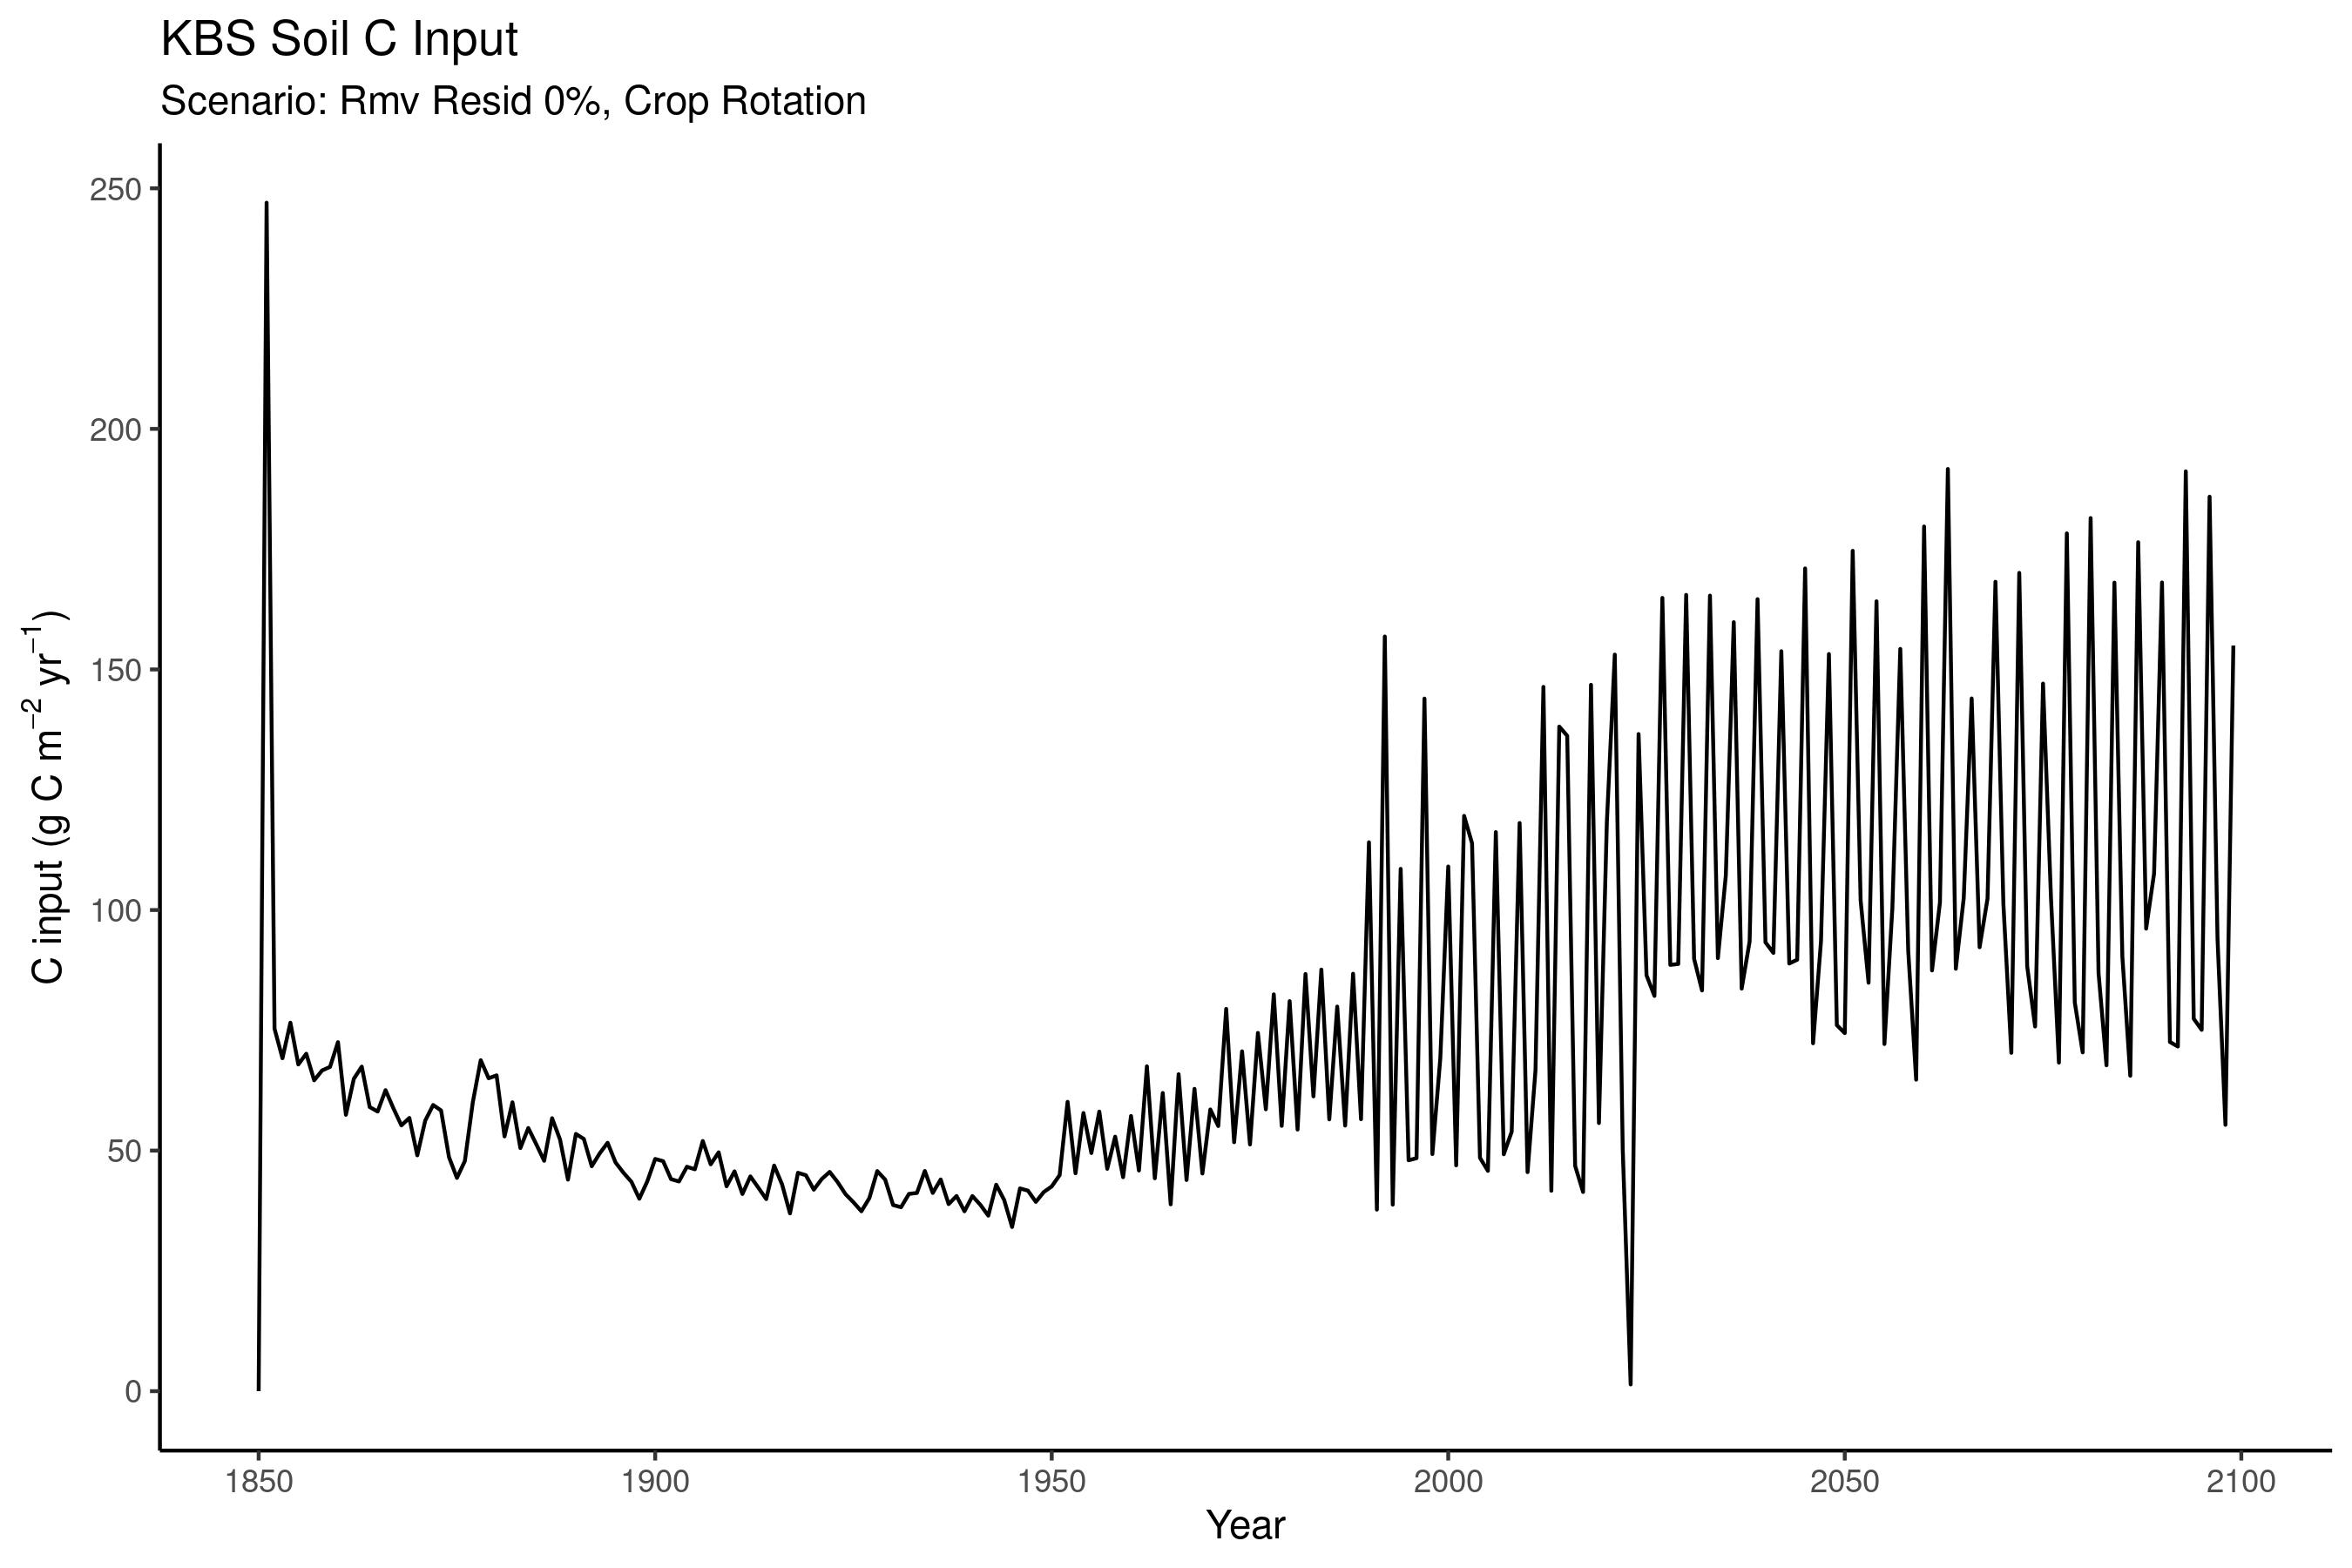 KBS Soil C Input
Scenario: Rmv Resid 0%, Crop Rotation
250
200
150
100
50
0
C input (g C m⁻² yr⁻¹)
1850 1900 1950 2000 2050 2100
Year